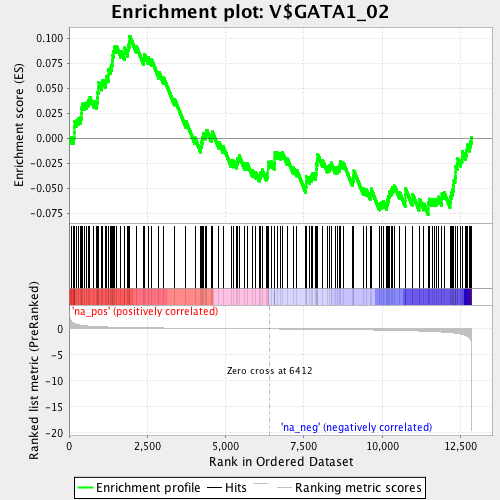 Enrichment plot: V$GATA1_02
Enrichment score (ES)
0.100
0.075
0.050
0.025
0.000
-0.025
-0.050
-0.075
'na_pos' (positively correlated)
Ranked list metric (PreRanked)
0
-5
-10
-15
-20
Zero cross at 6412
'na_neg' (negatively correlated)
0
2,500
5,000
7,500
10,000
12,500
Rank in Ordered Dataset
Enrichment profile
Hits
Ranking metric scores